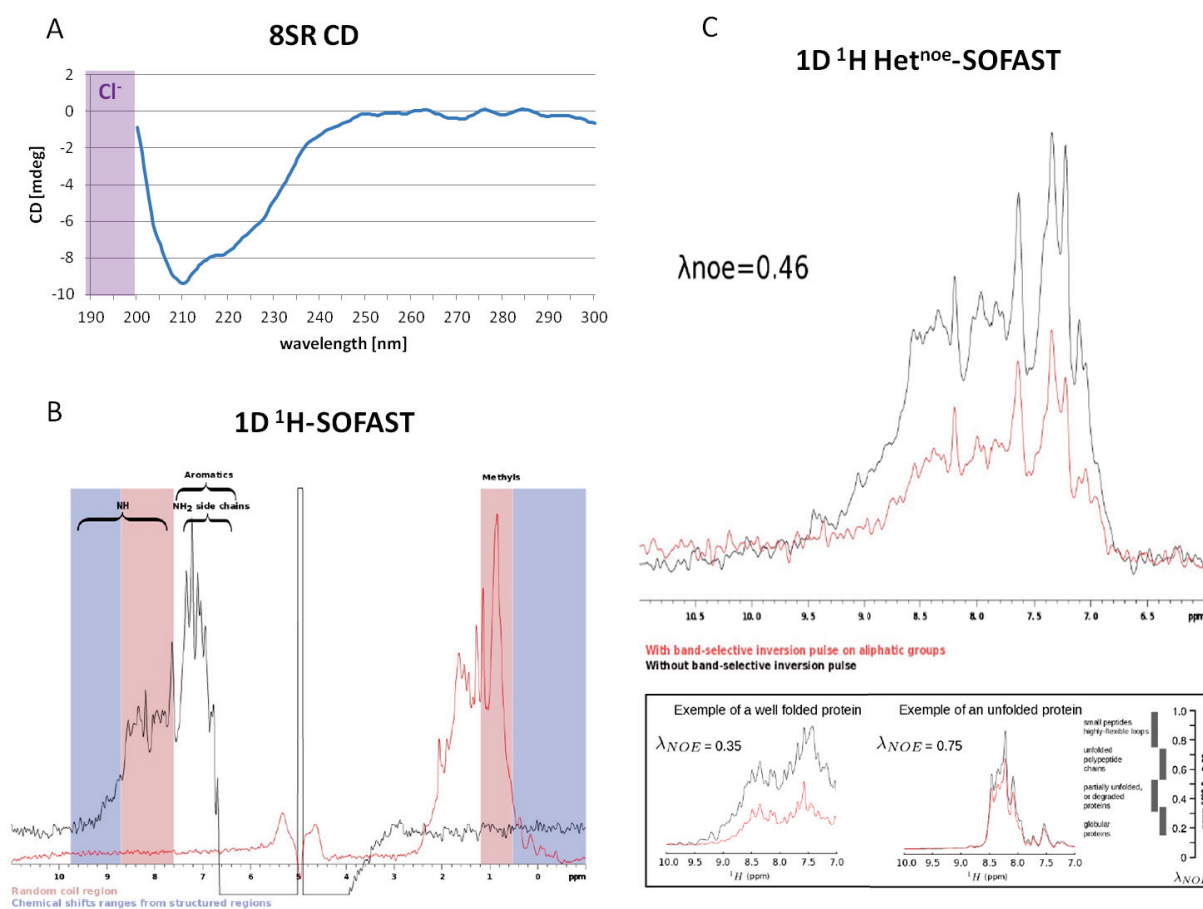 A
8SR CD
Cl-
2
0
-2
-4
-6
-8
-10
CD [mdeg]
190 200 210 220 230 240 250 260 270 280 290 300
wavelength [nm]
B
1D 1H-SOFAST
Aromatics
NH
NH2 side chains
Methyls
10 9 8 7 6 5 4 3 2 1 0 ppm
Random coil region
Chemical shifts ranges from structured regions
C
1D 1H Hetnoe-SOFAST
λnoe=0.46
10.5 10.0 9.5 9.0 8.5 8.0 7.5 7.0 6.5 ppm
With band-selective inversion pulse on aliphatic groups
Without band-selective inversion pulse
Exemple of a well folded protein
λNOE = 0.35
10.0 9.5 9.0 8.5 8.0 7.5 7.0
1H (ppm)
Exemple of an unfolded protein
λNOE = 0.75
10.0 9.5 9.0 8.5 8.0 7.5 7.0
1H (ppm)
small peptides
highly-flexible loops
unfolded
polypeptide
chains
partially unfolded,
or degraded
proteins
globular
proteins
1.0
0.8
0.6
0.4
0.2
0
λNOE